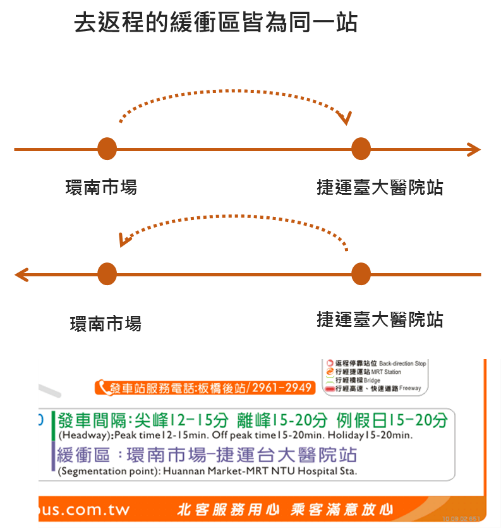 去返程的緩衝區皆為同一站
環南市場
捷運臺大醫院站
環南市場
捷運臺大醫院站
返程停靠站位 Back-direction Stop
行經捷運站 MRT Station
行經橋樑 Bridge
行經高速、快速道路 Freeway
發車站服務電話:板橋後站/2961-2949
發車間隔:尖峰12-15分 離峰15-20分 例假日15-20分
(Headway):Peak time12-15min. Off peak time15-20min. Holiday15-20min.
緩衝區:環南市場-捷運台大醫院站
(Segmentation point): Huannan Market-MRT NTU Hospital Sta.
us.com.tw
北客服務用心 乘客滿意放心